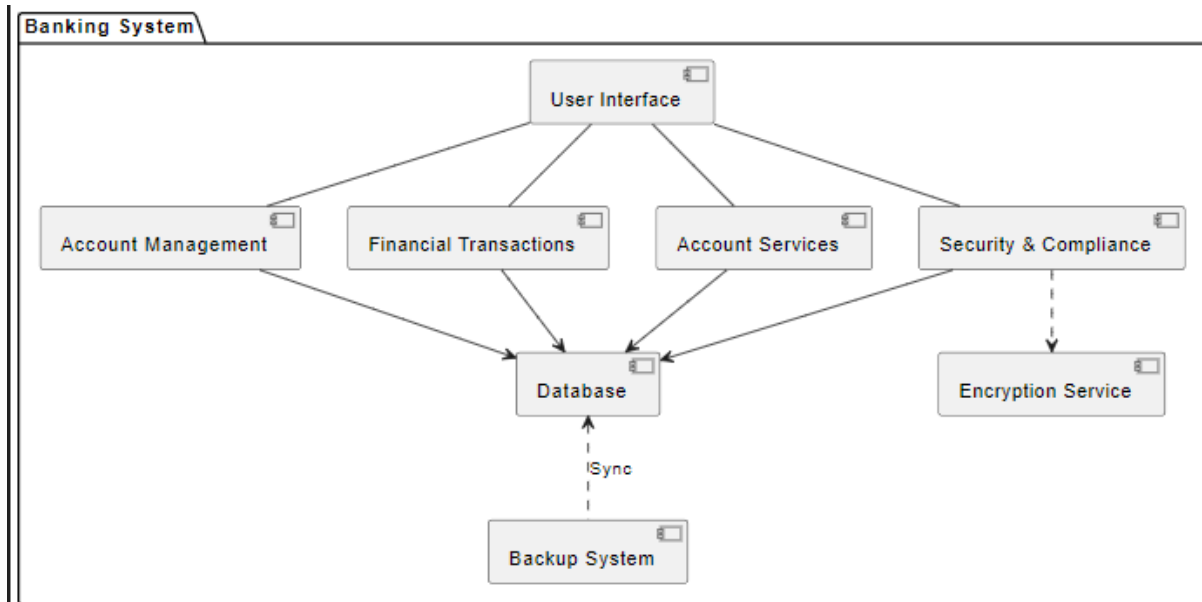 Banking System
User Interface
Account Management
Financial Transactions
Account Services
Security & Compliance
Database
Encryption Service
Sync
Backup System